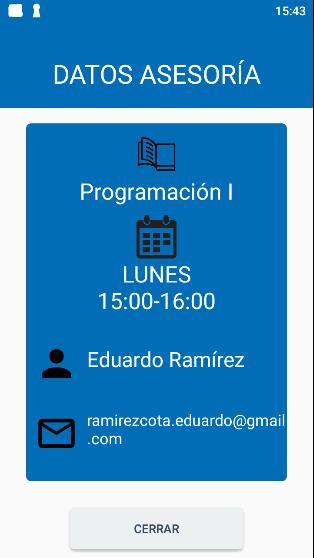 15:43
DATOS ASESORÍA
Programación I
LUNES
15:00-16:00
Eduardo Ramírez
ramirezcota.eduardo@gmail
.com
CERRAR